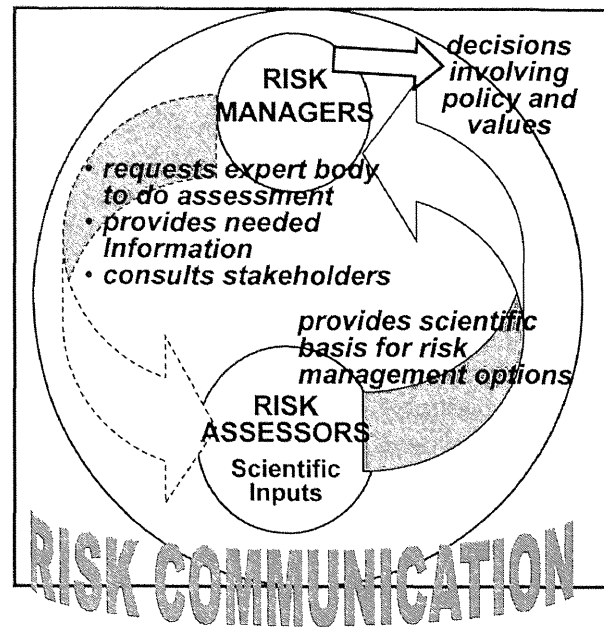 RISK
MANAGERS
decisions
involving
policy and
values
• requests expert body
to do assessment
• provides needed
Information
• consults stakeholders
provides scientific
basis for risk
management options
RISK
ASSESSORS
Scientific
Inputs
RISK COMMUNICATION